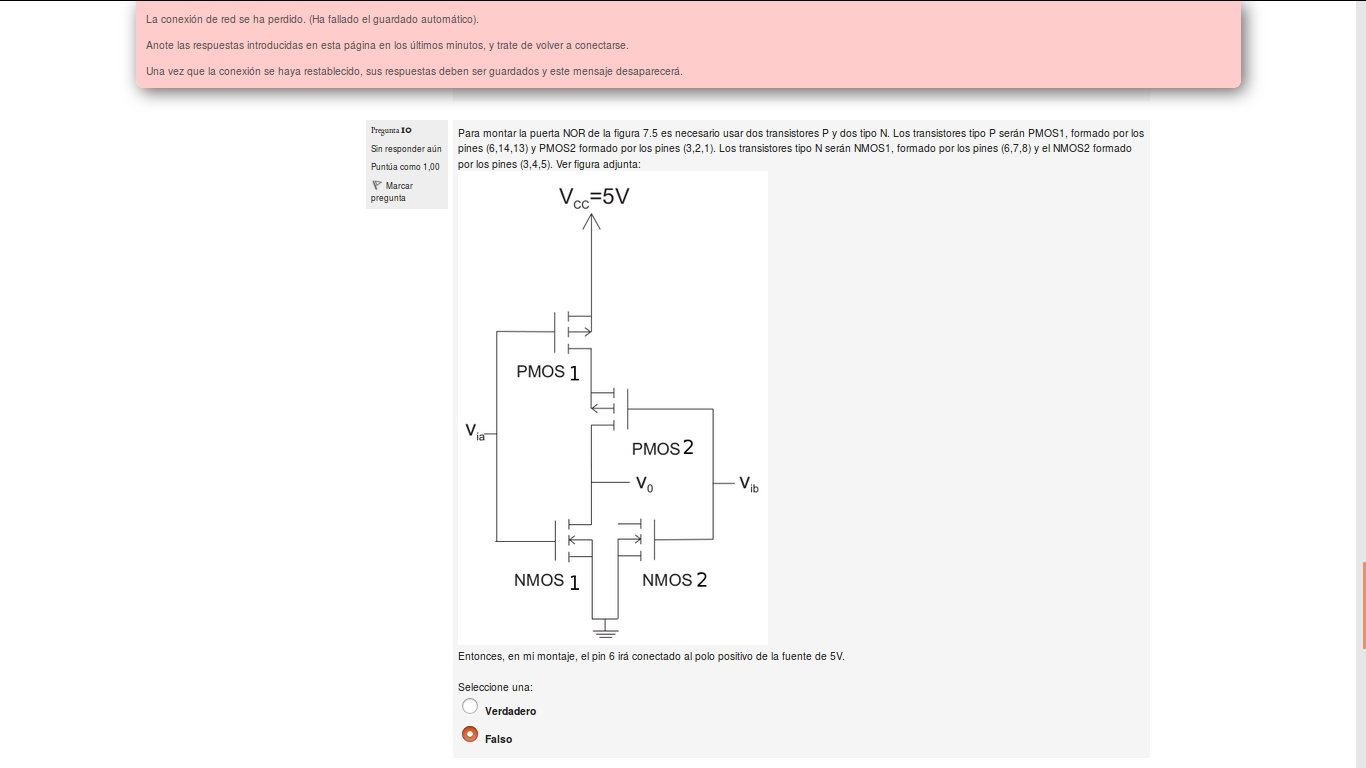 La conexión de red se ha perdido. (Ha fallado el guardado automático).
Anote las respuestas introducidas en esta página en los últimos minutos, y trate de volver a conectarse.
Una vez que la conexión se haya restablecido, sus respuestas deben ser guardados y este mensaje desaparecerá.
Pregunta 10
Sin responder aún
Puntúa como 1,00
Marcar
pregunta
Para montar la puerta NOR de la figura 7.5 es necesario usar dos transistores P y dos tipo N. Los transistores tipo P serán PMOS1, formado por los
pines (6,14,13) y PMOS2 formado por los pines (3,2,1). Los transistores tipo N serán NMOS1, formado por los pines (6,7,8) y el NMOS2 formado
por los pines (3,4,5). Ver figura adjunta:
Vcc=5V
PMOS 1
Via
PMOS 2
V0
Vib
NMOS 1
NMOS 2
Entonces, en mi montaje, el pin 6 irá conectado al polo positivo de la fuente de 5V.
Seleccione una:
Verdadero
Falso